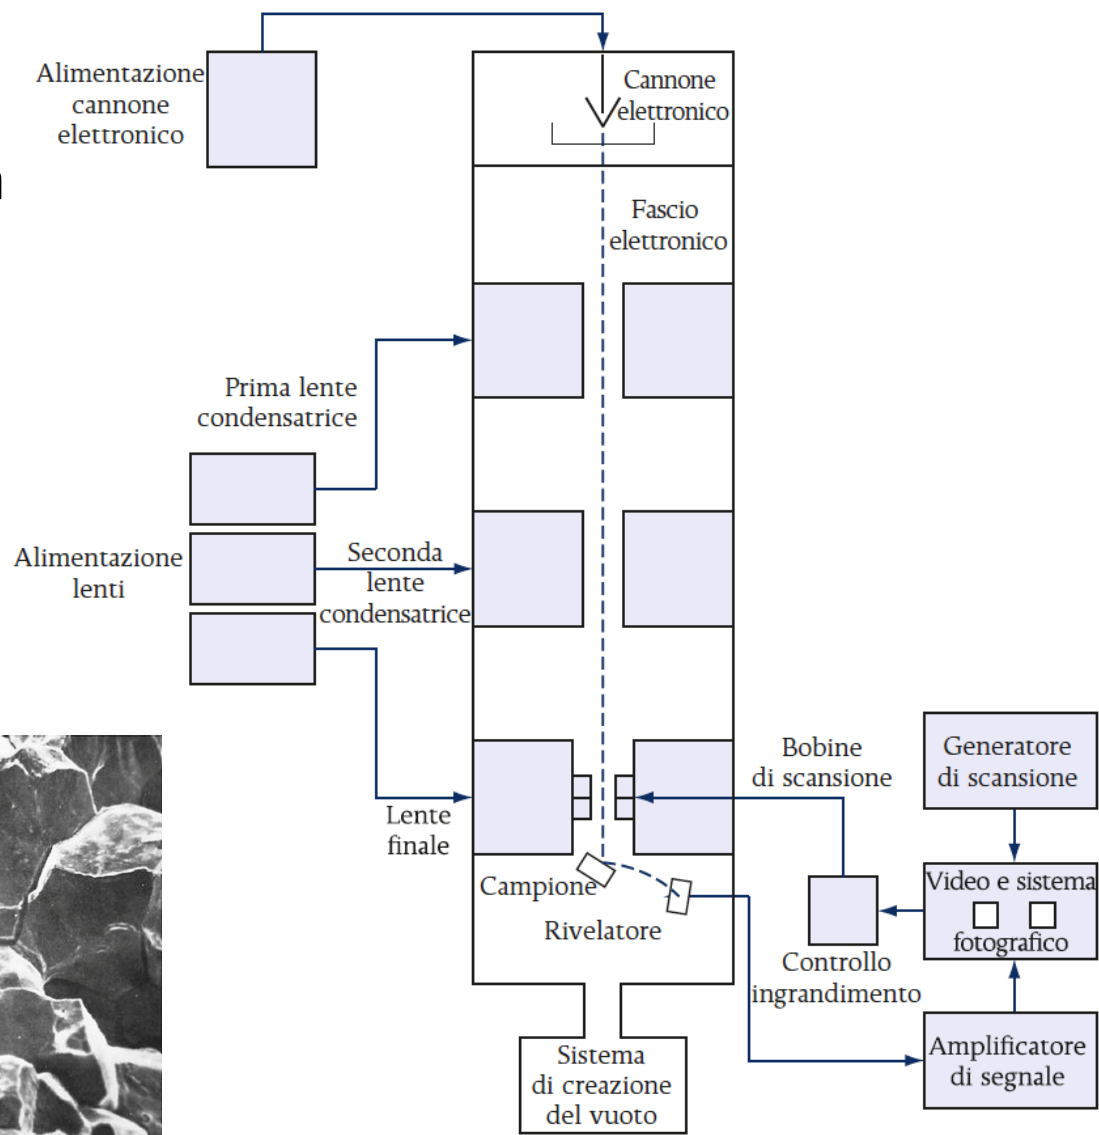 Alimentazione
cannone
elettronico
Cannone
elettronico
Fascio
elettronico
Prima lente
condensatrice
Alimentazione
lenti
Seconda
lente
condensatrice
Lente
finale
Bobine
di scansione
Generatore
di scansione
Campione
Rivelatore
Video e sistema
fotografico
Controllo
ingrandimento
Amplificatore
di segnale
Sistema
di creazione
del vuoto